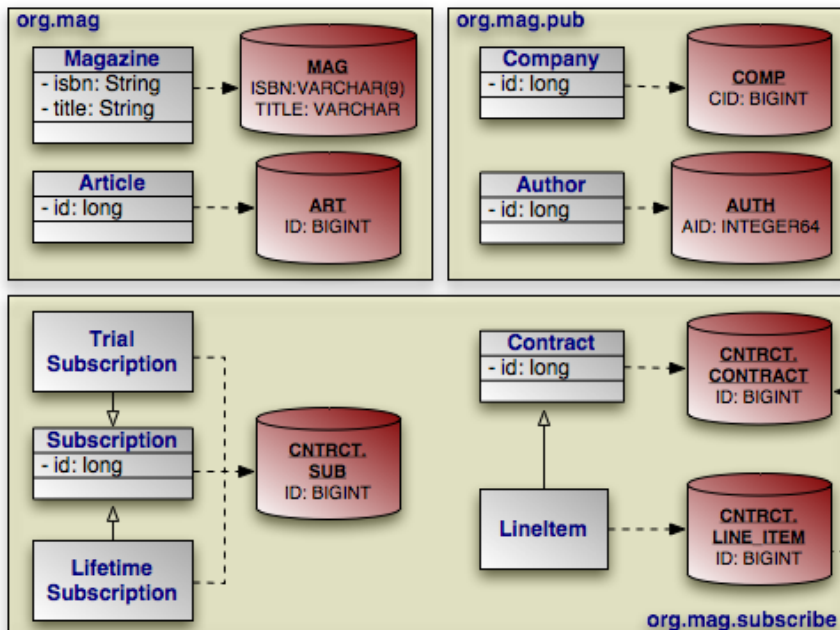 org.mag
Magazine
- isbn: String
- title: String
MAG
ISBN:VARCHAR(9)
TITLE: VARCHAR
Article
- id: long
ART
ID: BIGINT
org.mag.pub
Company
- id: long
COMP
CID: BIGINT
Author
- id: long
AUTH
AID: INTEGER64
Trial
Subscription
Subscription
- id: long
Lifetime
Subscription
CNTRCT.
SUB
ID: BIGINT
Contract
- id: long
CNTRCT.
CONTRACT
ID: BIGINT
LineItem
CNTRCT.
LINE_ITEM
ID: BIGINT
org.mag.subscribe